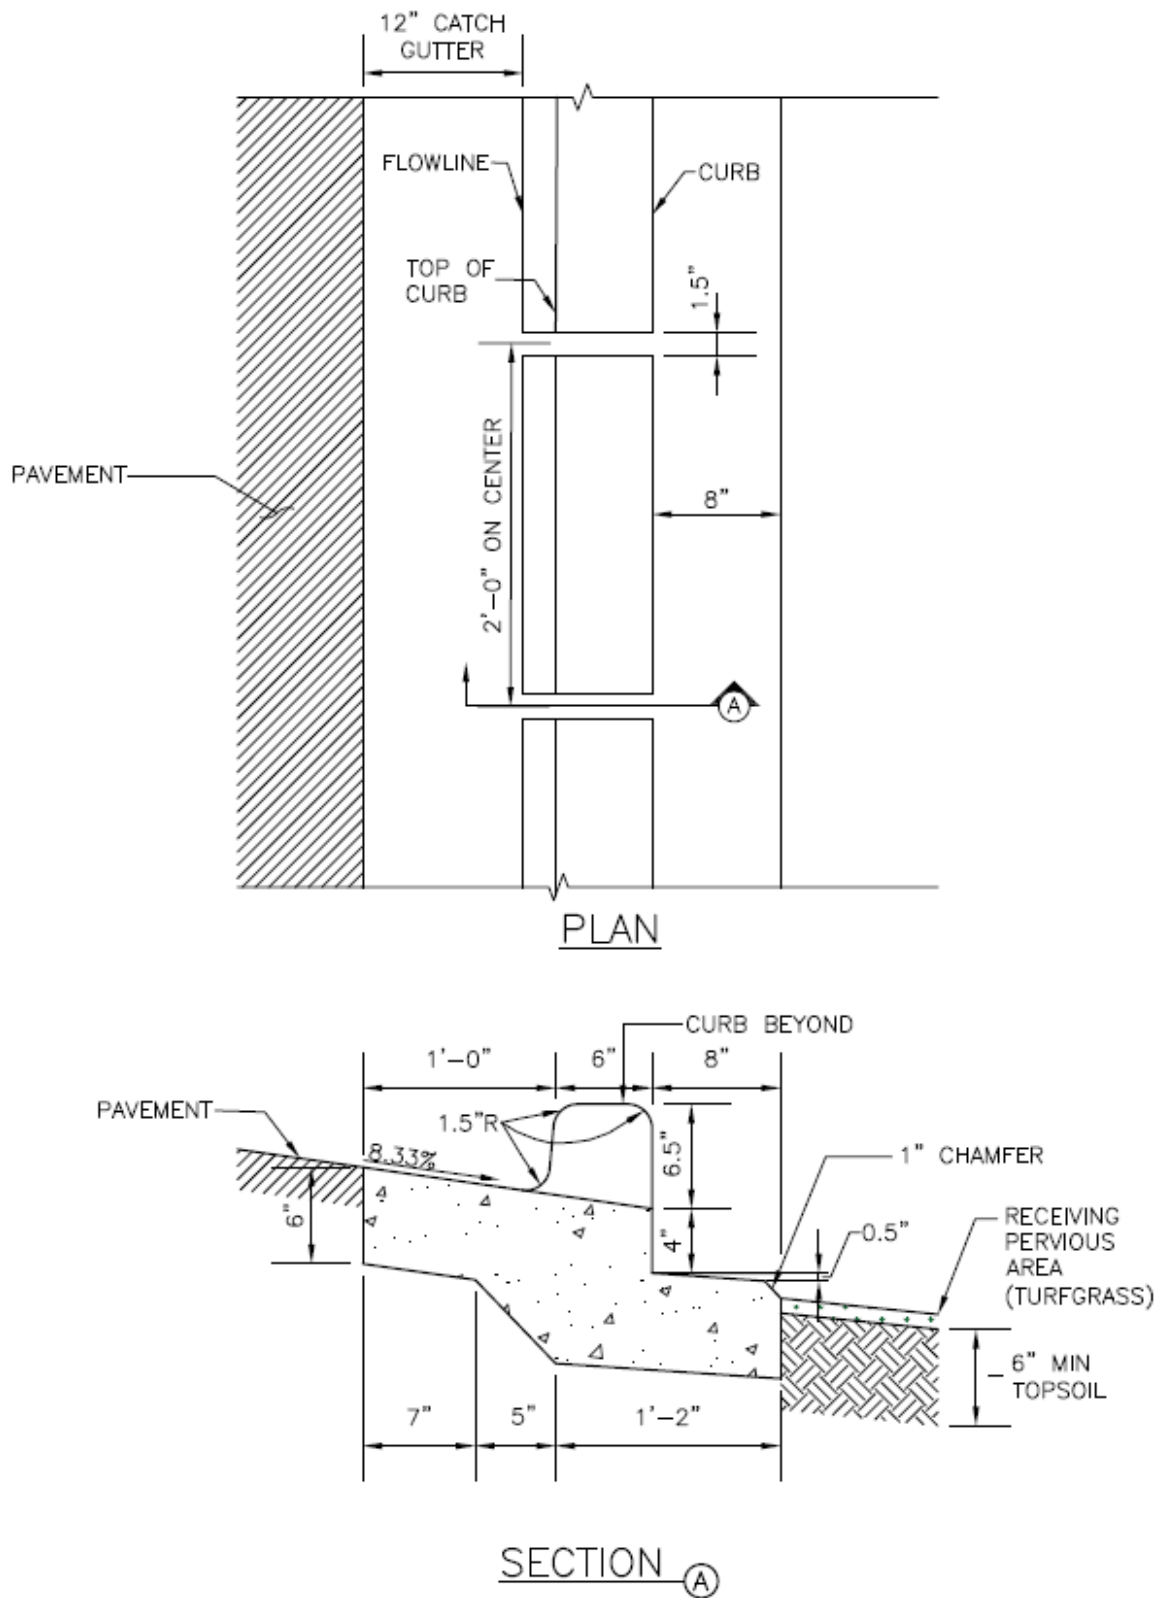 12" CATCH
GUTTER
FLOWLINE
CURB
TOP OF
CURB
1.5"
PAVEMENT
2'-0" ON CENTER
8"
A
PLAN
CURB BEYOND
1'-0"
6"
8"
PAVEMENT
1.5"R
8.33%
6.5"
1" CHAMFER
6"
4"
0.5"
RECEIVING
PERVIOUS
AREA
(TURFGRASS)
6" MIN
TOPSOIL
7"
5"
1'-2"
SECTION A